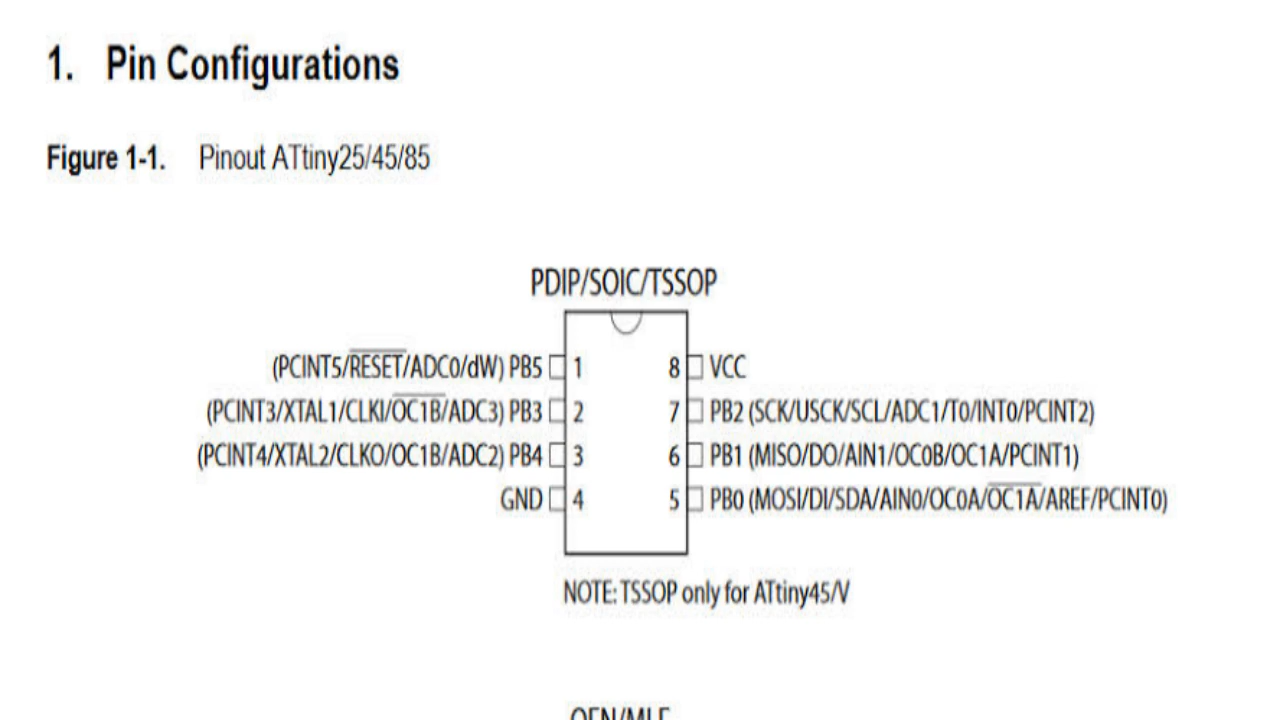 1. Pin Configurations
Figure 1-1. Pinout ATtiny25/45/85
PDIP/SOIC/TSSOP
(PCINT5/RESET/ADC0/dW) PB5 1 8 VCC
(PCINT3/XTAL1/CLKI/OC1B/ADC3) PB3 2 7 PB2 (SCK/USCK/SCL/ADC1/T0/INT0/PCINT2)
(PCINT4/XTAL2/CLKO/OC1B/ADC2) PB4 3 6 PB1 (MISO/DO/AIN1/OC0B/OC1A/PCINT1)
GND 4 5 PB0 (MOSI/DI/SDA/AIN0/OC0A/OC1A/AREF/PCINT0)
NOTE: TSSOP only for ATtiny45/V
QFN/MLF